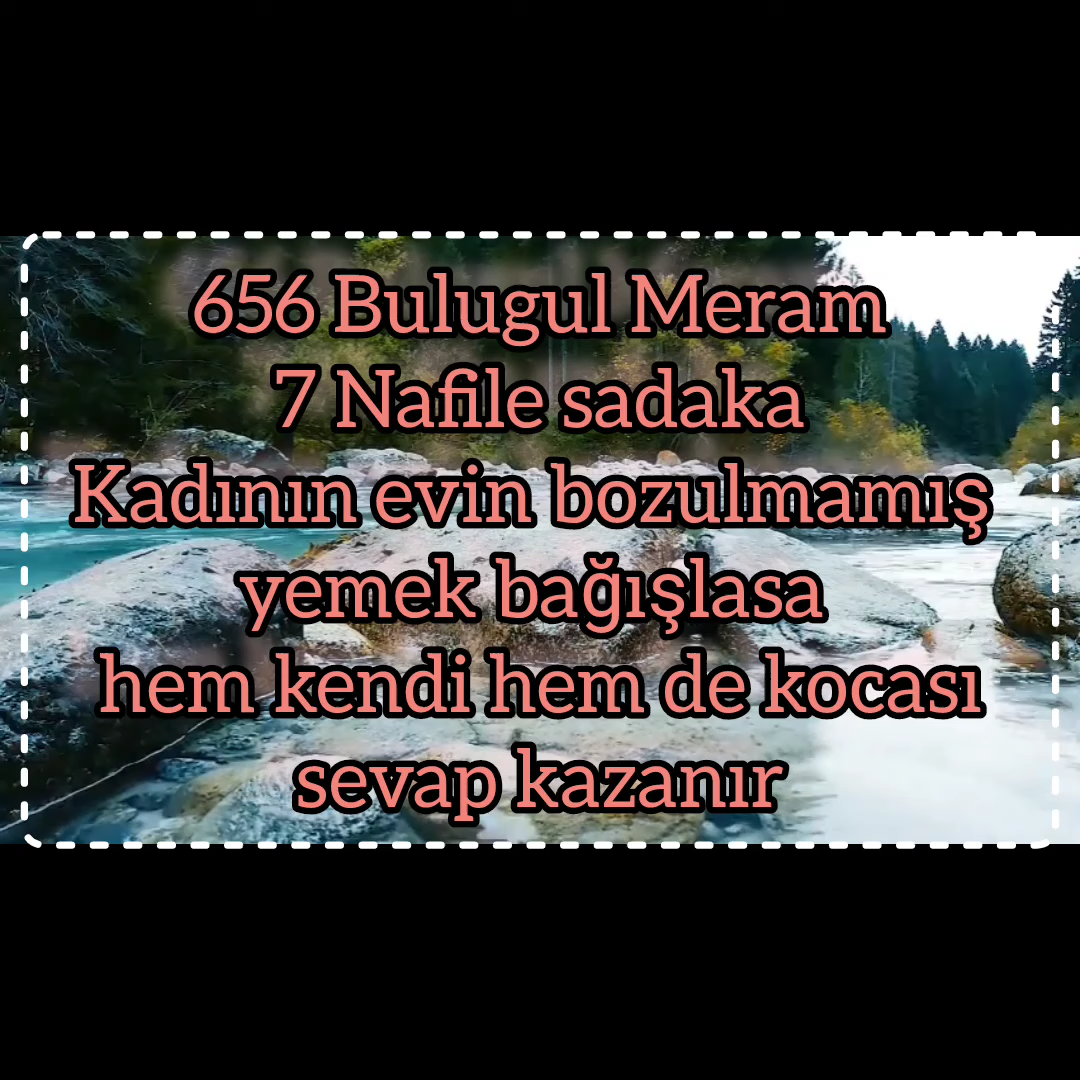 656 Bulugul Meram
7 Nafile sadaka
Kadının evin bozulmamış
yemek bağışlasa
hem kendi hem de kocası
sevap kazanır